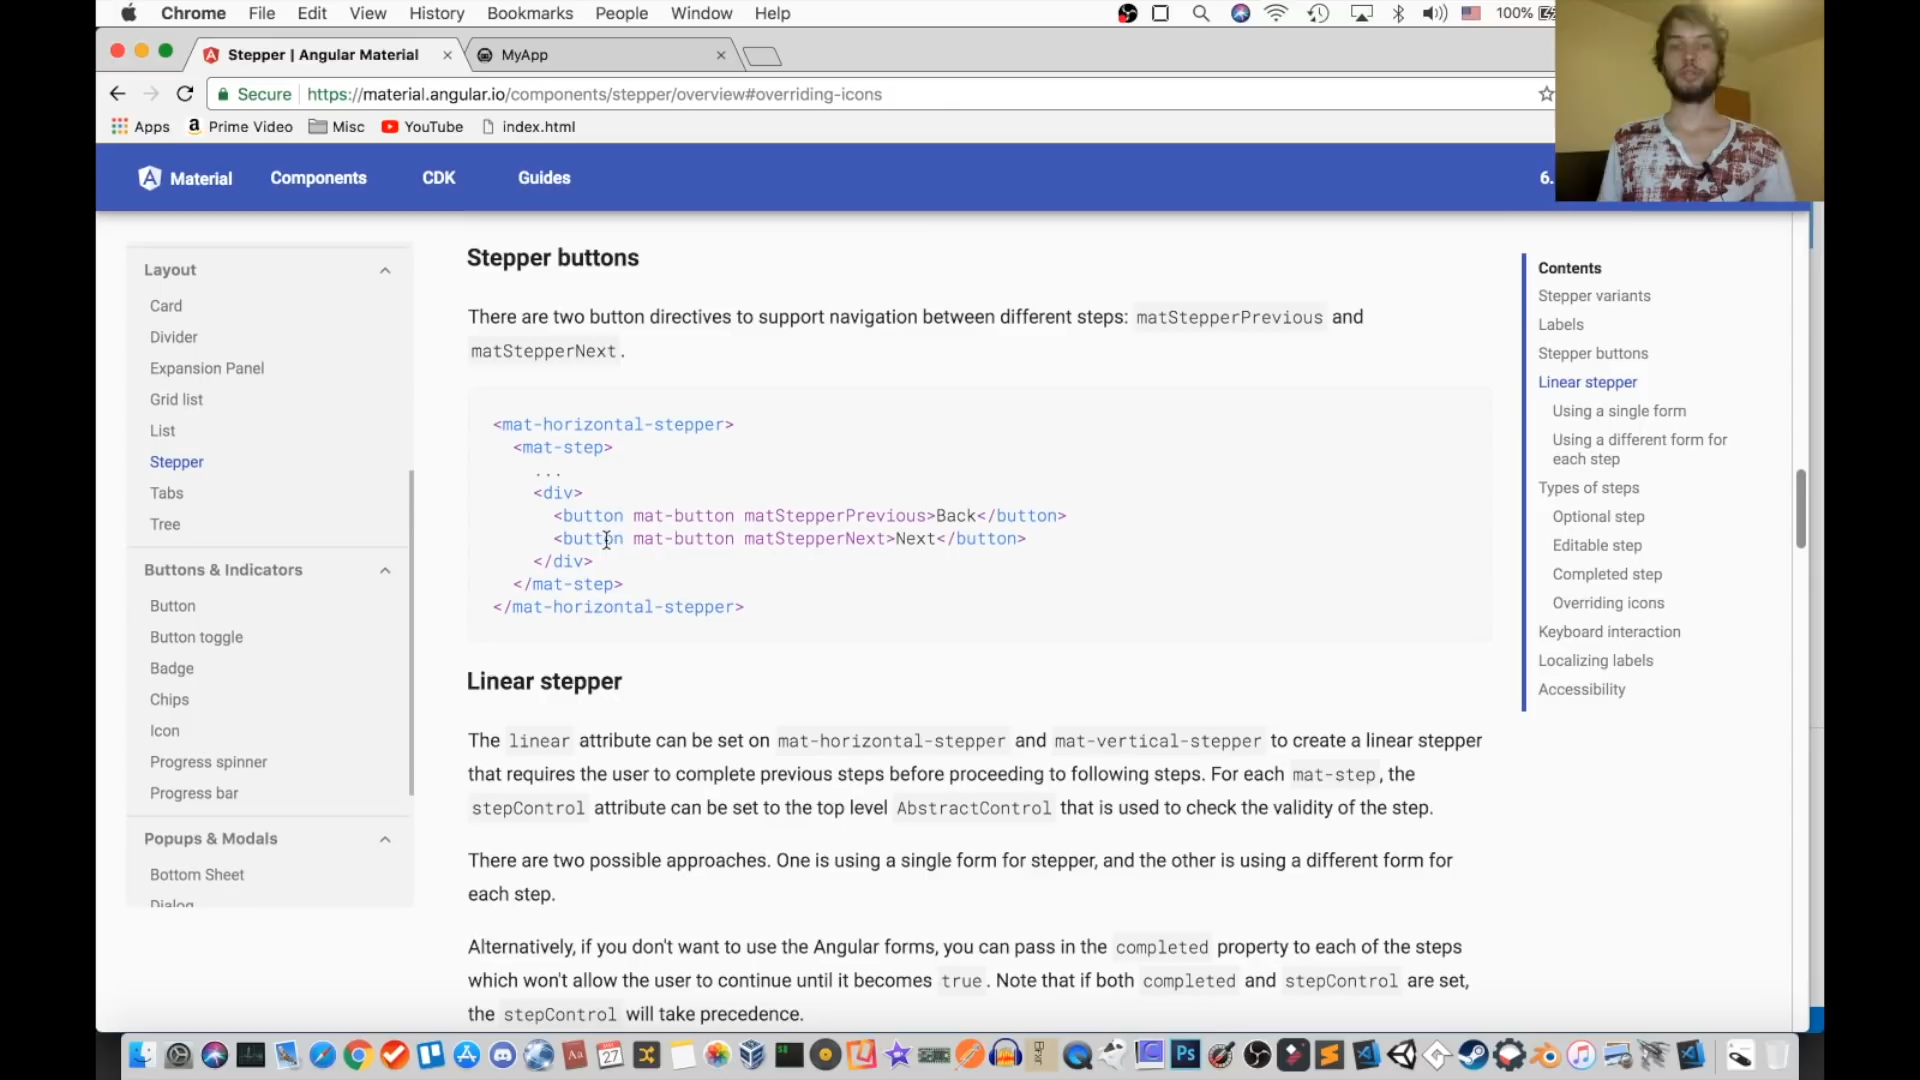 Chrome File Edit View History Bookmarks People Window Help 100%
Stepper | Angular Material × MyApp ×
Secure https://material.angular.io/components/stepper/overview#overriding-icons
Apps Prime Video Misc YouTube index.html
Material Components CDK Guides 6.
Layout
Card
Divider
Expansion Panel
Grid list
List
Stepper
Tabs
Tree
Buttons & Indicators
Button
Button toggle
Badge
Chips
Icon
Progress spinner
Progress bar
Popups & Modals
Bottom Sheet
Dialog
Stepper buttons
There are two button directives to support navigation between different steps: matStepperPrevious and
matStepperNext.
<mat-horizontal-stepper>
<mat-step>
...
<div>
<button mat-button matStepperPrevious>Back</button>
<button mat-button matStepperNext>Next</button>
</div>
</mat-step>
</mat-horizontal-stepper>
Linear stepper
The linear attribute can be set on mat-horizontal-stepper and mat-vertical-stepper to create a linear stepper
that requires the user to complete previous steps before proceeding to following steps. For each mat-step, the
stepControl attribute can be set to the top level AbstractControl that is used to check the validity of the step.
There are two possible approaches. One is using a single form for stepper, and the other is using a different form for
each step.
Alternatively, if you don't want to use the Angular forms, you can pass in the completed property to each of the steps
which won't allow the user to continue until it becomes true. Note that if both completed and stepControl are set,
the stepControl will take precedence.
Contents
Stepper variants
Labels
Stepper buttons
Linear stepper
Using a single form
Using a different form for
each step
Types of steps
Optional step
Editable step
Completed step
Overriding icons
Keyboard interaction
Localizing labels
Accessibility
Aa 27 Ps